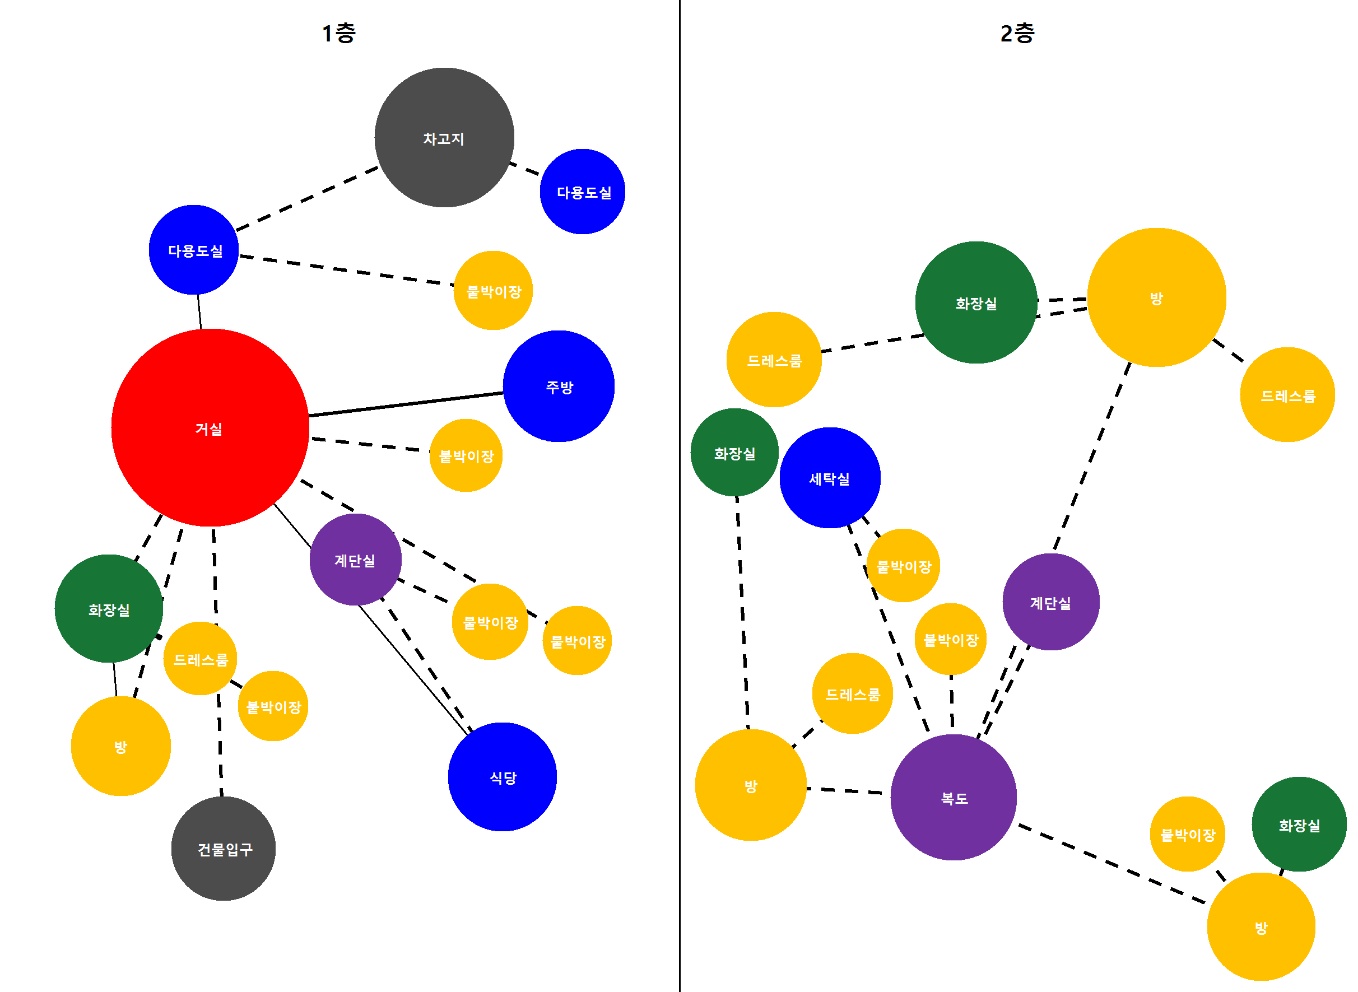 1층
차고지
다용도실
다용도실
붙박이장
주방
거실
붙박이장
계단실
화장실
붙박이장
붙박이장
드레스룸
붙박이장
방
식당
건물입구
2층
화장실
방
드레스룸
드레스룸
화장실
세탁실
붙박이장
계단실
붙박이장
드레스룸
방
복도
붙박이장
화장실
방